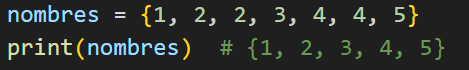 nombres = {1, 2, 2, 3, 4, 4, 5}
print(nombres)  # {1, 2, 3, 4, 5}